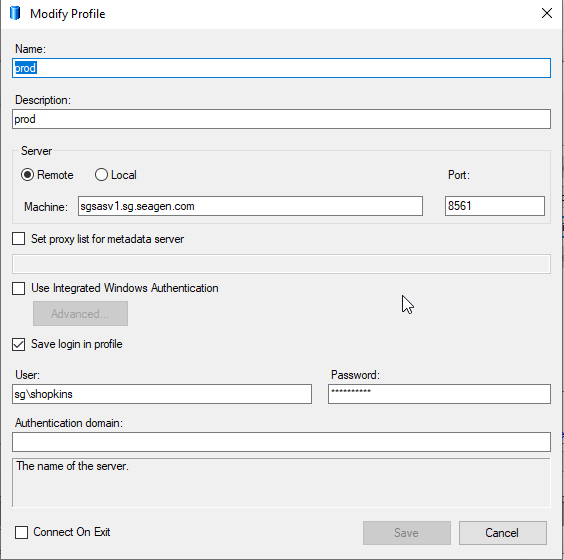 Modify Profile
Name:
prod
Description:
prod
Server
Remote Local Port:
Machine: sgsasv1.sg.seagen.com 8561
Set proxy list for metadata server
Use Integrated Windows Authentication
Advanced...
Save login in profile
User: Password:
sg\shopkins **********
Authentication domain:
The name of the server.
Connect On Exit Save Cancel